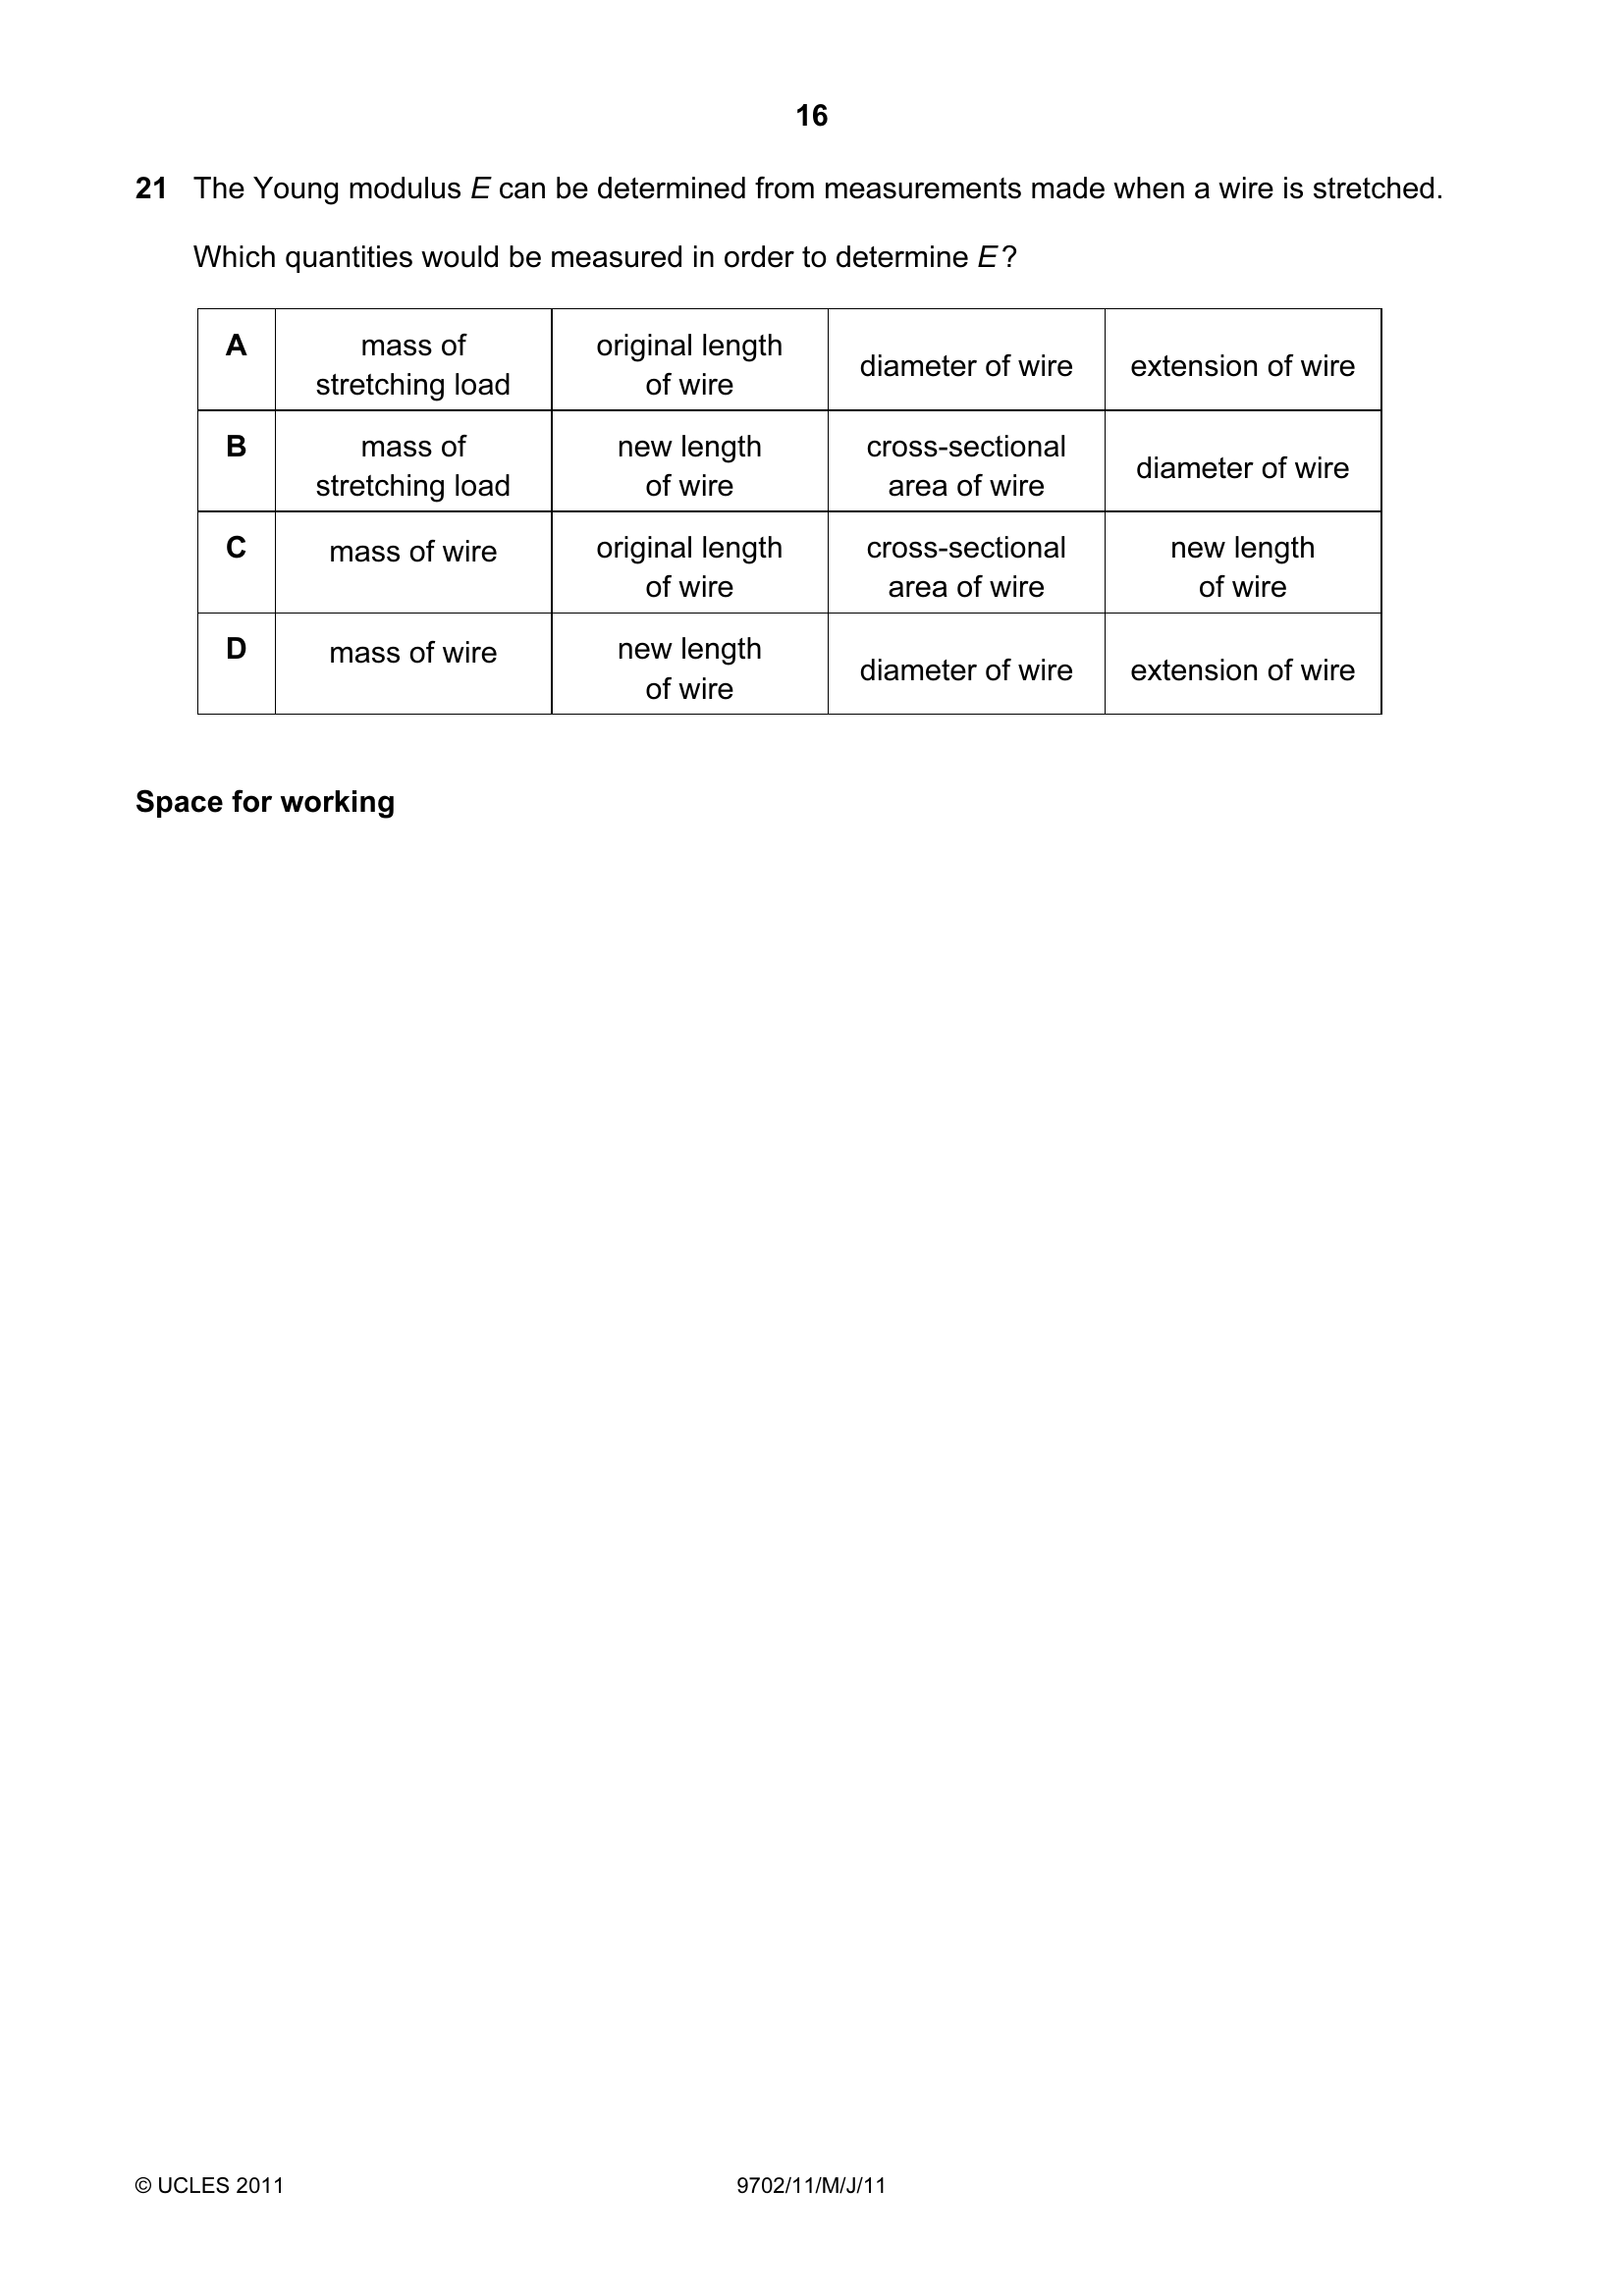 16
21 The Young modulus E can be determined from measurements made when a wire is stretched.
Which quantities would be measured in order to determine E?
A mass of stretching load original length of wire diameter of wire extension of wire
B mass of stretching load new length of wire cross-sectional area of wire diameter of wire
C mass of wire original length of wire cross-sectional area of wire new length of wire
D mass of wire new length of wire diameter of wire extension of wire
Space for working
© UCLES 2011 9702/11/M/J/11